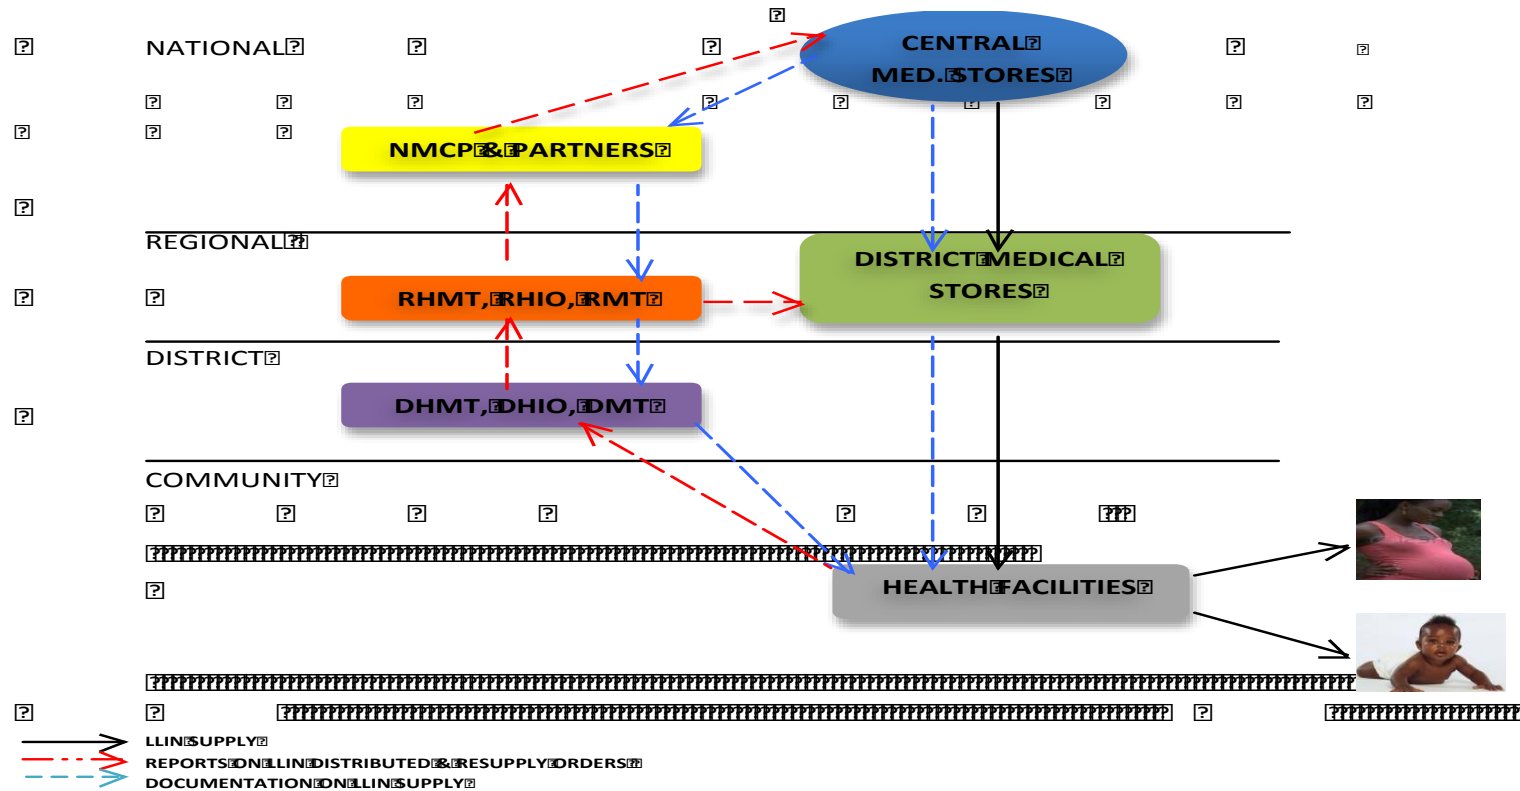 NATIONAL
CENTRAL
MED. STORES
NMCP & PARTNERS
REGIONAL
DISTRICT MEDICAL
STORES
RHMT, RHIO, RMT
DISTRICT
DHMT, DHIO, DMT
COMMUNITY
HEALTH FACILITIES
LLIN SUPPLY
REPORTS ON LLIN DISTRIBUTED & RESUPPLY ORDERS
DOCUMENTATION ON LLIN SUPPLY